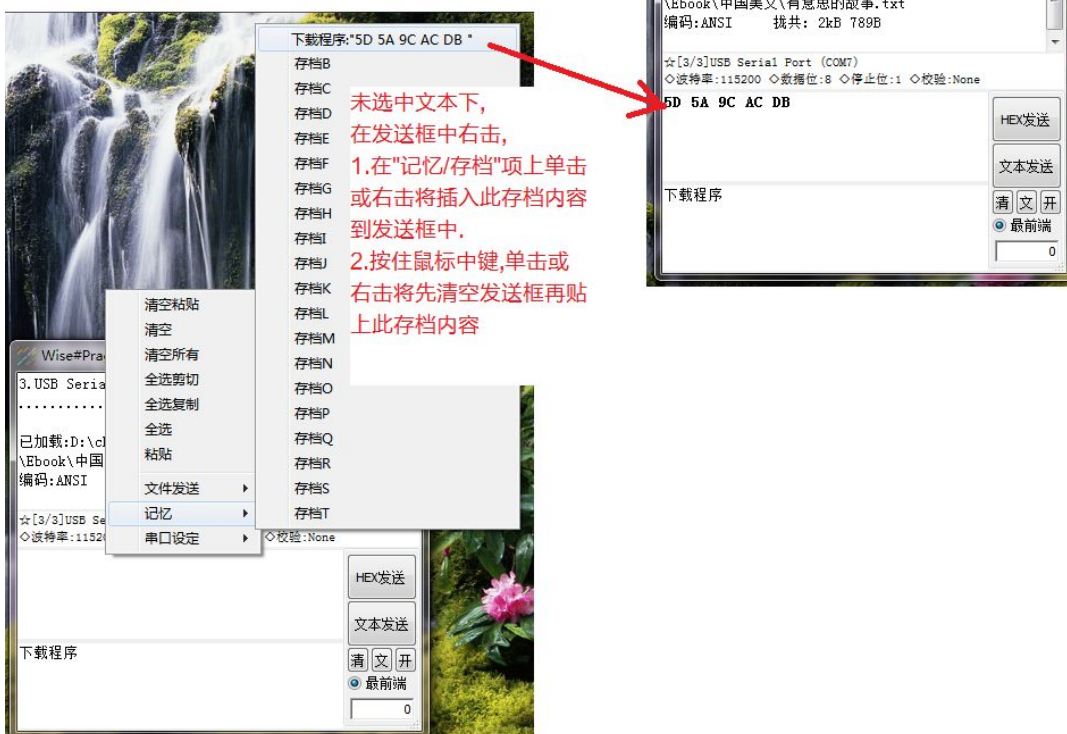 下载程序:"5D 5A 9C AC DB "
存档B
存档C
存档D
存档E
存档F
存档G
存档H
存档I
存档J
存档K
存档L
存档M
存档N
存档O
存档P
存档Q
存档R
存档S
存档T
未选中文本下,
在发送框中右击,
1.在"记忆/存档"项上单击
或右击将插入此存档内容
到发送框中.
2.按住鼠标中键,单击或
右击将先清空发送框再贴
上此存档内容
清空粘贴
清空
清空所有
全选剪切
全选复制
全选
粘贴
文件发送
记忆
串口设定
Wise#Pra
3.USB Seria
...........
已加载:D:\cl
\Ebook\中国
编码:ANSI
☆[3/3]USB Se
◇波特率:1152
◇校验:None
HEX发送
文本发送
下载程序
清 文 开
最前端
0
\Ebook\中国美文\有意思的故事.txt
编码:ANSI 拢共: 2kB 789B
☆[3/3]USB Serial Port (COM7)
◇波特率:115200 ◇数据位:8 ◇停止位:1 ◇校验:None
5D 5A 9C AC DB
HEX发送
文本发送
下载程序
清 文 开
最前端
0